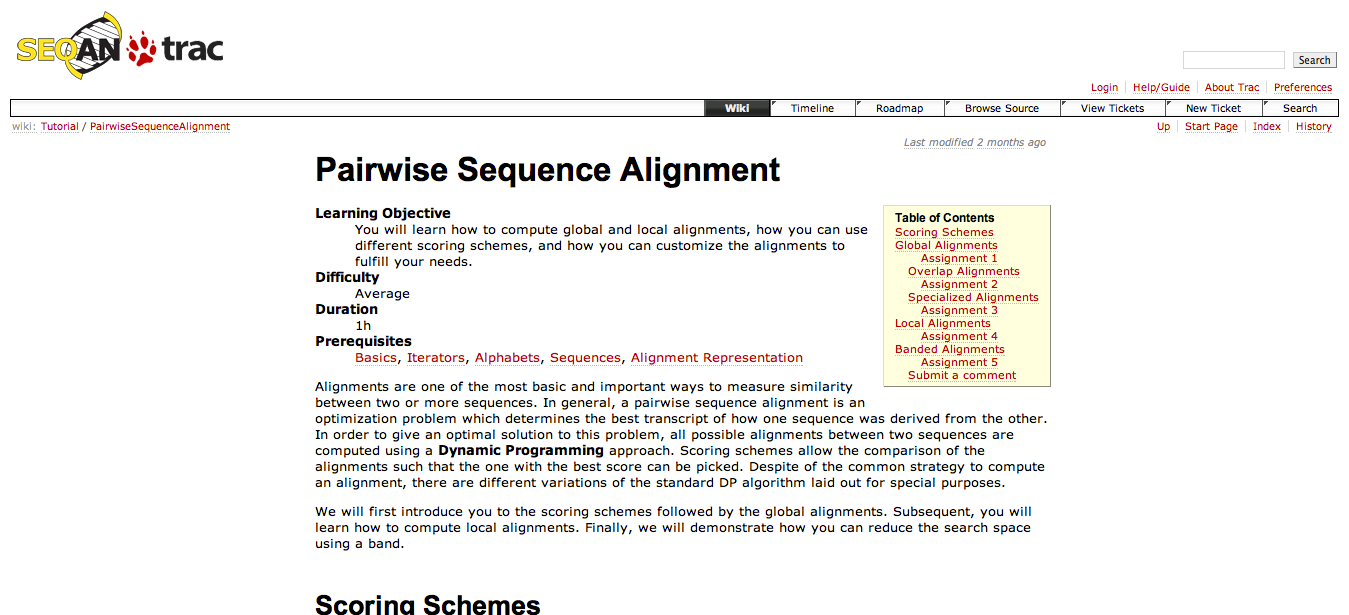 SEQAN trac
Search
Login Help/Guide About Trac Preferences
Wiki Timeline Roadmap Browse Source View Tickets New Ticket Search
wiki: Tutorial / PairwiseSequenceAlignment
Up Start Page Index History
Last modified 2 months ago
Pairwise Sequence Alignment
Learning Objective
You will learn how to compute global and local alignments, how you can use
different scoring schemes, and how you can customize the alignments to
fulfill your needs.
Difficulty
Average
Duration
1h
Prerequisites
Basics, Iterators, Alphabets, Sequences, Alignment Representation
Table of Contents
Scoring Schemes
Global Alignments
Assignment 1
Overlap Alignments
Assignment 2
Specialized Alignments
Assignment 3
Local Alignments
Assignment 4
Banded Alignments
Assignment 5
Submit a comment
Alignments are one of the most basic and important ways to measure similarity
between two or more sequences. In general, a pairwise sequence alignment is an
optimization problem which determines the best transcript of how one sequence was derived from the other.
In order to give an optimal solution to this problem, all possible alignments between two sequences are
computed using a Dynamic Programming approach. Scoring schemes allow the comparison of the
alignments such that the one with the best score can be picked. Despite of the common strategy to compute
an alignment, there are different variations of the standard DP algorithm laid out for special purposes.
We will first introduce you to the scoring schemes followed by the global alignments. Subsequent, you will
learn how to compute local alignments. Finally, we will demonstrate how you can reduce the search space
using a band.
Scoring Schemes